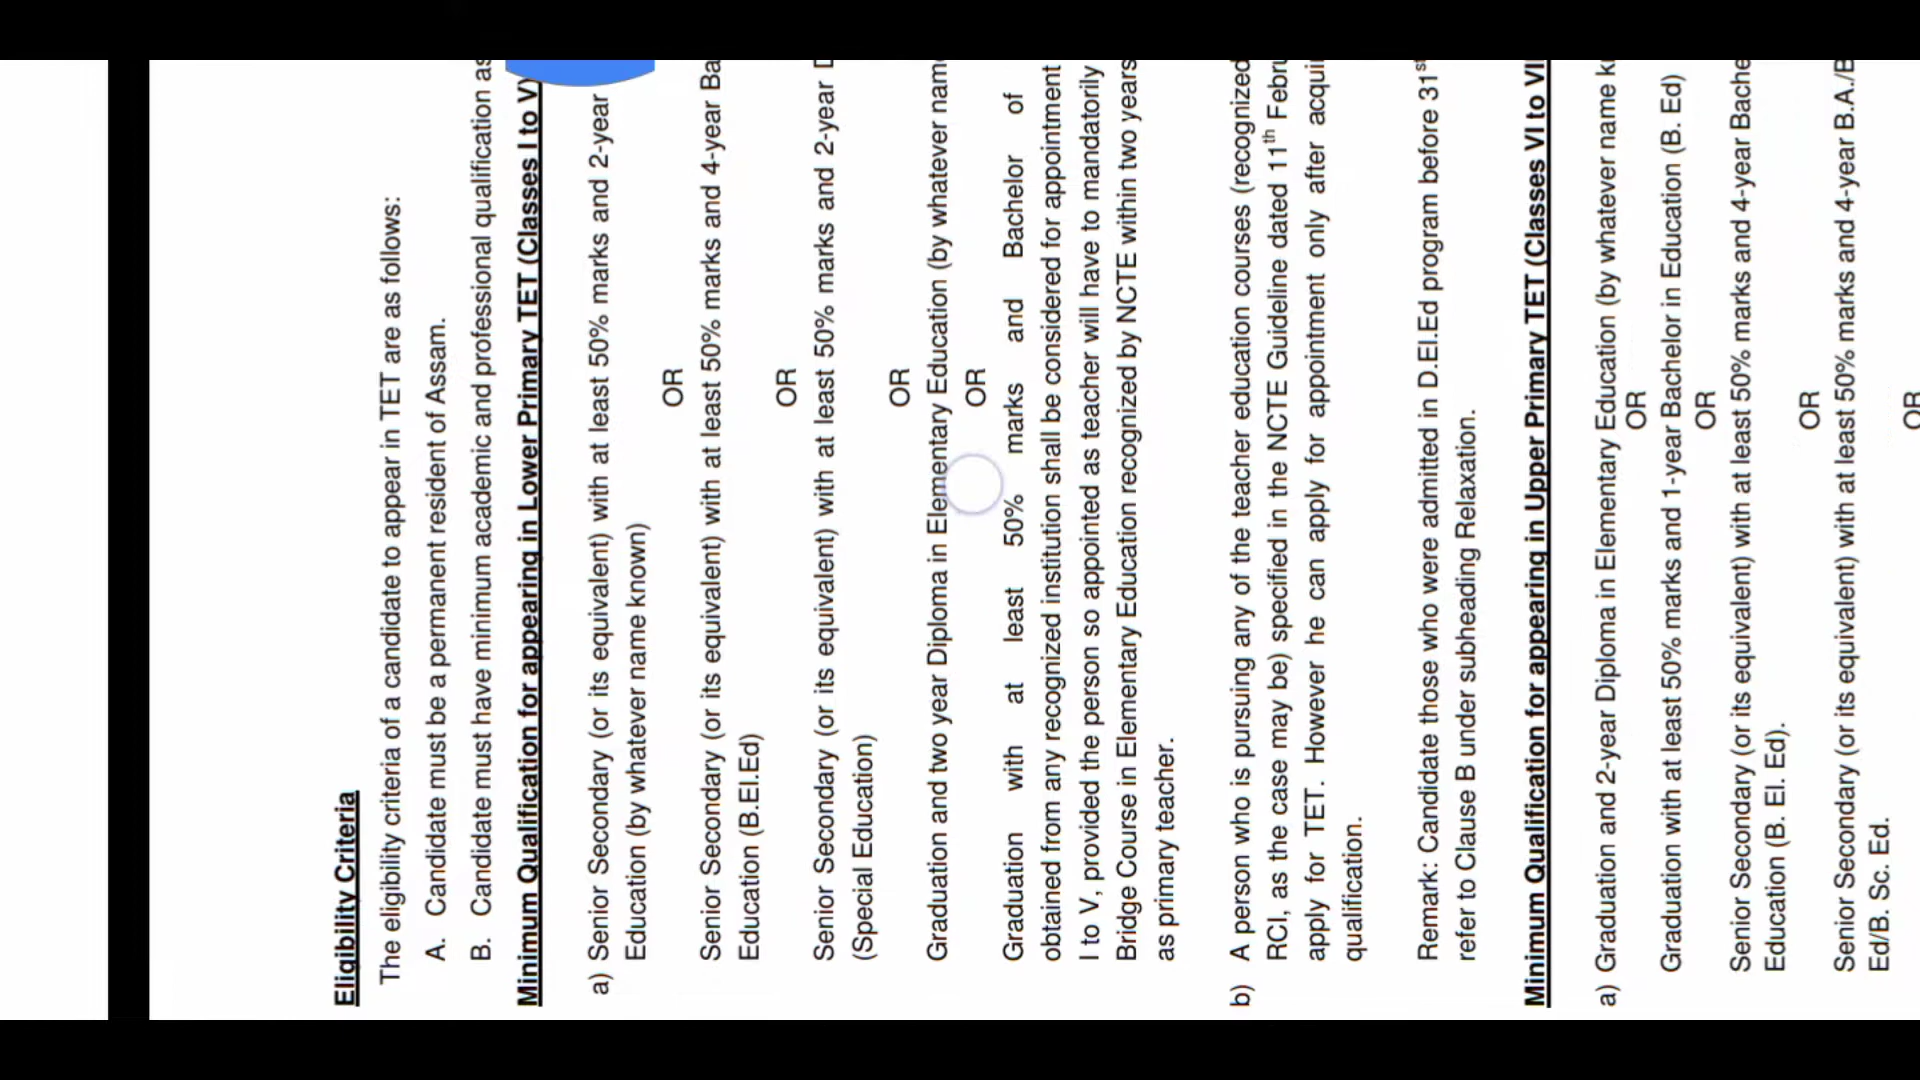 Eligibility Criteria
The eligibility criteria of a candidate to appear in TET are as follows:
A. Candidate must be a permanent resident of Assam.
B. Candidate must have minimum academic and professional qualification as
Minimum Qualification for appearing in Lower Primary TET (Classes I to V)
a) Senior Secondary (or its equivalent) with at least 50% marks and 2-year
Education (by whatever name known)
OR
Senior Secondary (or its equivalent) with at least 50% marks and 4-year Ba
Education (B.El.Ed)
OR
Senior Secondary (or its equivalent) with at least 50% marks and 2-year
(Special Education)
OR
Graduation and two year Diploma in Elementary Education (by whatever nam
OR
Graduation with at least 50% marks and Bachelor of
obtained from any recognized institution shall be considered for appointment
I to V, provided the person so appointed as teacher will have to mandatorily
Bridge Course in Elementary Education recognized by NCTE within two years
as primary teacher.
b) A person who is pursuing any of the teacher education courses (recognized
RCI, as the case may be) specified in the NCTE Guideline dated 11th Febru
apply for TET. However he can apply for appointment only after acqui
qualification.
Remark: Candidate those who were admitted in D.El.Ed program before 31st
refer to Clause B under subheading Relaxation.
Minimum Qualification for appearing in Upper Primary TET (Classes VI to VI
a) Graduation and 2-year Diploma in Elementary Education (by whatever name k
OR
Graduation with at least 50% marks and 1-year Bachelor in Education (B. Ed)
OR
Senior Secondary (or its equivalent) with at least 50% marks and 4-year Bache
Education (B. El. Ed).
OR
Senior Secondary (or its equivalent) with at least 50% marks and 4-year B.A./B
Ed/B. Sc. Ed.
OR